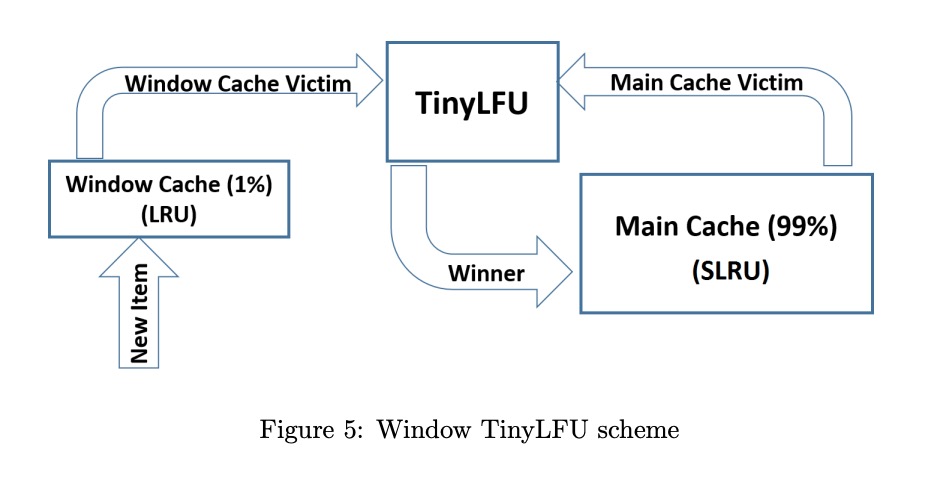 Window Cache Victim
TinyLFU
Main Cache Victim
Window Cache (1%)
(LRU)
Main Cache (99%)
(SLRU)
Winner
New Item
Figure 5: Window TinyLFU scheme